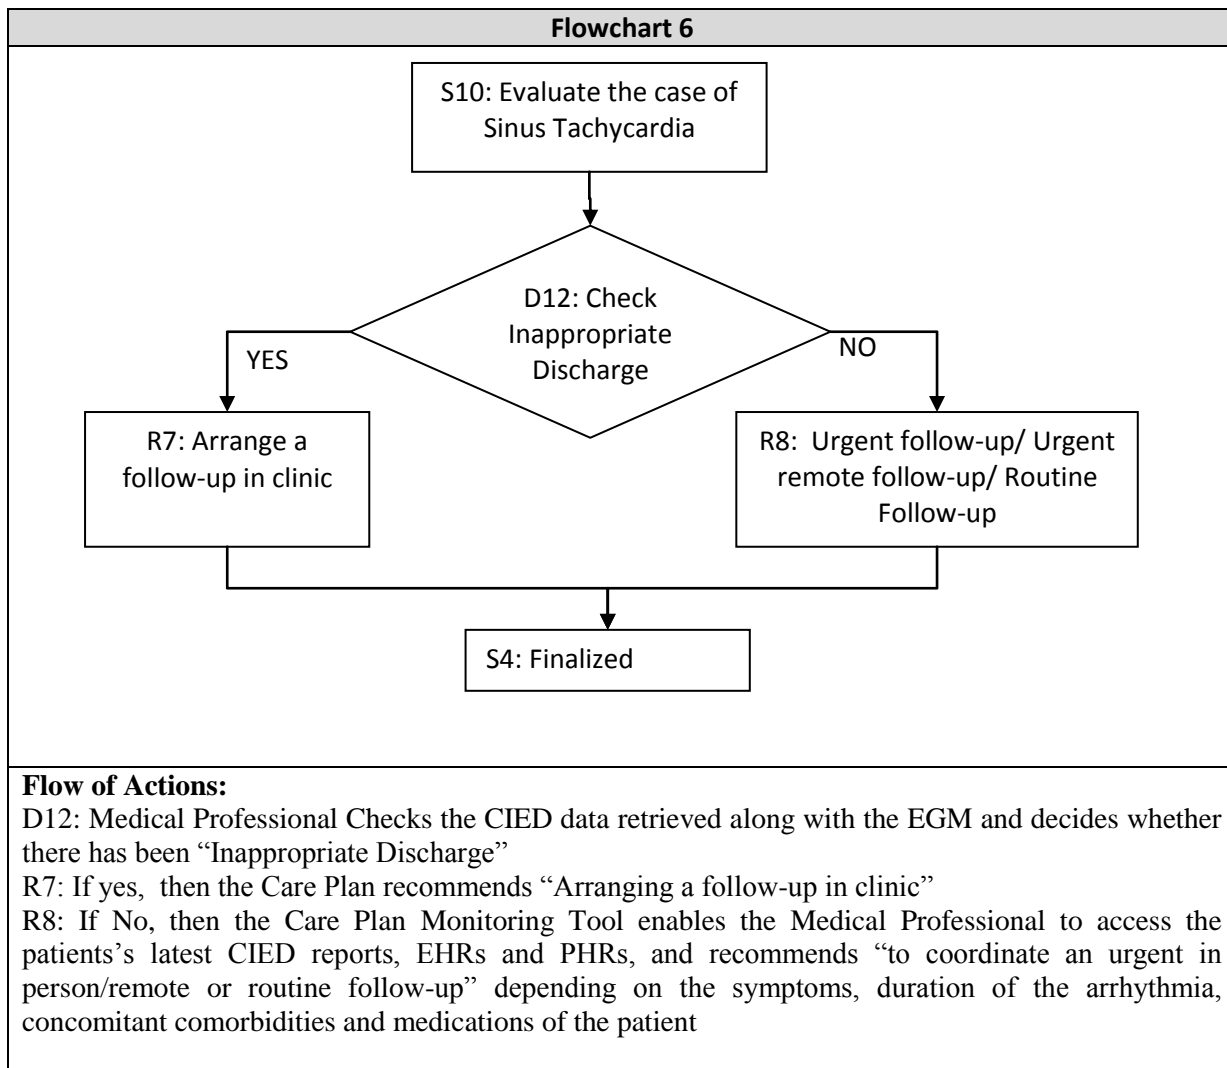 Flowchart 6
S10: Evaluate the case of
Sinus Tachycardia
D12: Check
Inappropriate
Discharge
YES
NO
R7: Arrange a
follow-up in clinic
R8:  Urgent follow-up/ Urgent
remote follow-up/ Routine
Follow-up
S4: Finalized
Flow of Actions:
D12: Medical Professional Checks the CIED data retrieved along with the EGM and decides whether
there has been “Inappropriate Discharge”
R7: If yes,  then the Care Plan recommends “Arranging a follow-up in clinic”
R8: If No, then the Care Plan Monitoring Tool enables the Medical Professional to access the
patients’s latest CIED reports, EHRs and PHRs, and recommends “to coordinate an urgent in
person/remote or routine follow-up” depending on the symptoms, duration of the arrhythmia,
concomitant comorbidities and medications of the patient